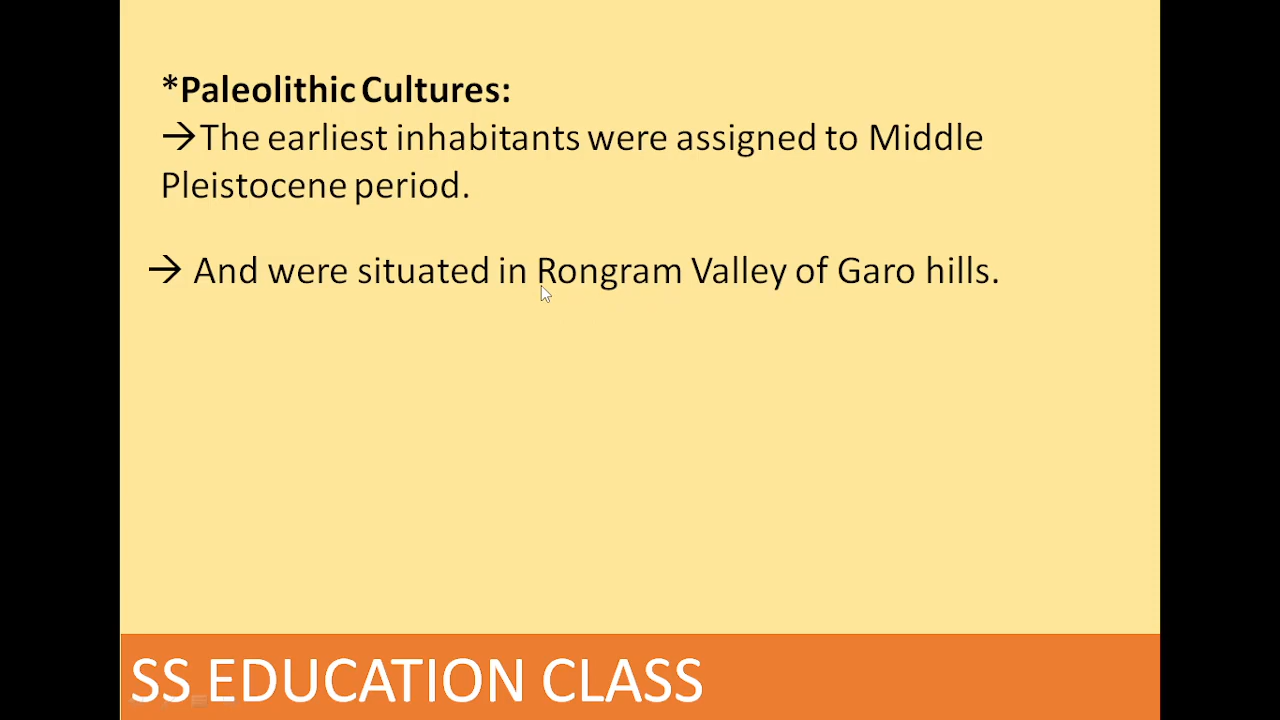 *Paleolithic Cultures:
→The earliest inhabitants were assigned to Middle
Pleistocene period.
→ And were situated in Rongram Valley of Garo hills.
SS EDUCATION CLASS